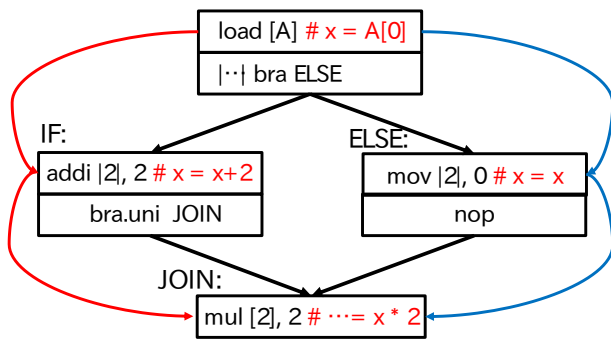 load [A] # x = A[0]
|⋯| bra ELSE
IF:
ELSE:
addi |2|, 2 # x = x+2
mov |2|, 0 # x = x
bra.uni JOIN
nop
JOIN:
mul [2], 2 # ⋯= x * 2